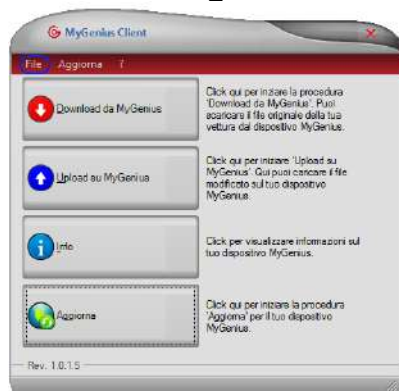 MyGenius Client
File Aggiorna ?
Download da MyGenius
Click qui per iniziare la procedura
'Download da MyGenius'. Puoi
scaricare il file originale della tua
vettura dal dispositivo MyGenius.
Upload su MyGenius
Click qui per iniziare 'Upload su
MyGenius'. Qui puoi caricare il file
modificato sul tuo dispositivo
MyGenius.
Info
Click per visualizzare informazioni sul
tuo dispositivo MyGenius.
Aggiorna
Click qui per iniziare la procedura
'Aggiorna' per il tuo dispositivo
MyGenius.
Rev. 1.0.1.5